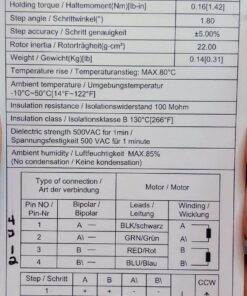 Holding torque / Haltemoment(Nm)[lb-in] 0.16[1.42]
Step angle / Schrittwinkel(°) 1.80
Step accuracy / Schritt genauigkeit ±5.00%
Rotor inertia / Rotorträgheit(g-cm²) 22.00
Weight / Gewicht(Kg)[lb] 0.14[0.31]
Temperature rise / Temperaturanstieg: MAX.80°C
Ambient temperature / Umgebungstemperatur
-10°C~50°C[14°F~122°F]
Insulation resistance / Isolationswiderstand 100 Mohm
Insulation class / Isolationsklasse B 130°C[266°F]
Dielectric strength 500VAC for 1min /
Spannungsfestigkeit 500 VAC für 1 minute
Ambient humidity / Luftfeuchtigkeit MAX.85%
(No condensation / Keine kondensation)
Type of connection / Art der verbindung Motor / Motor
Pin NO / Pin-Nr Bipolar / Bipolar Leads / Leitung Winding / Wicklung
4 1 A — BLK/schwarz A
2 A\ — GRN/Grün A\
1 3 B — RED/Rot B
2 4 B\ — BLU/Blau B\
Step / Schritt A B A\ B\ CCW
1 + + - -